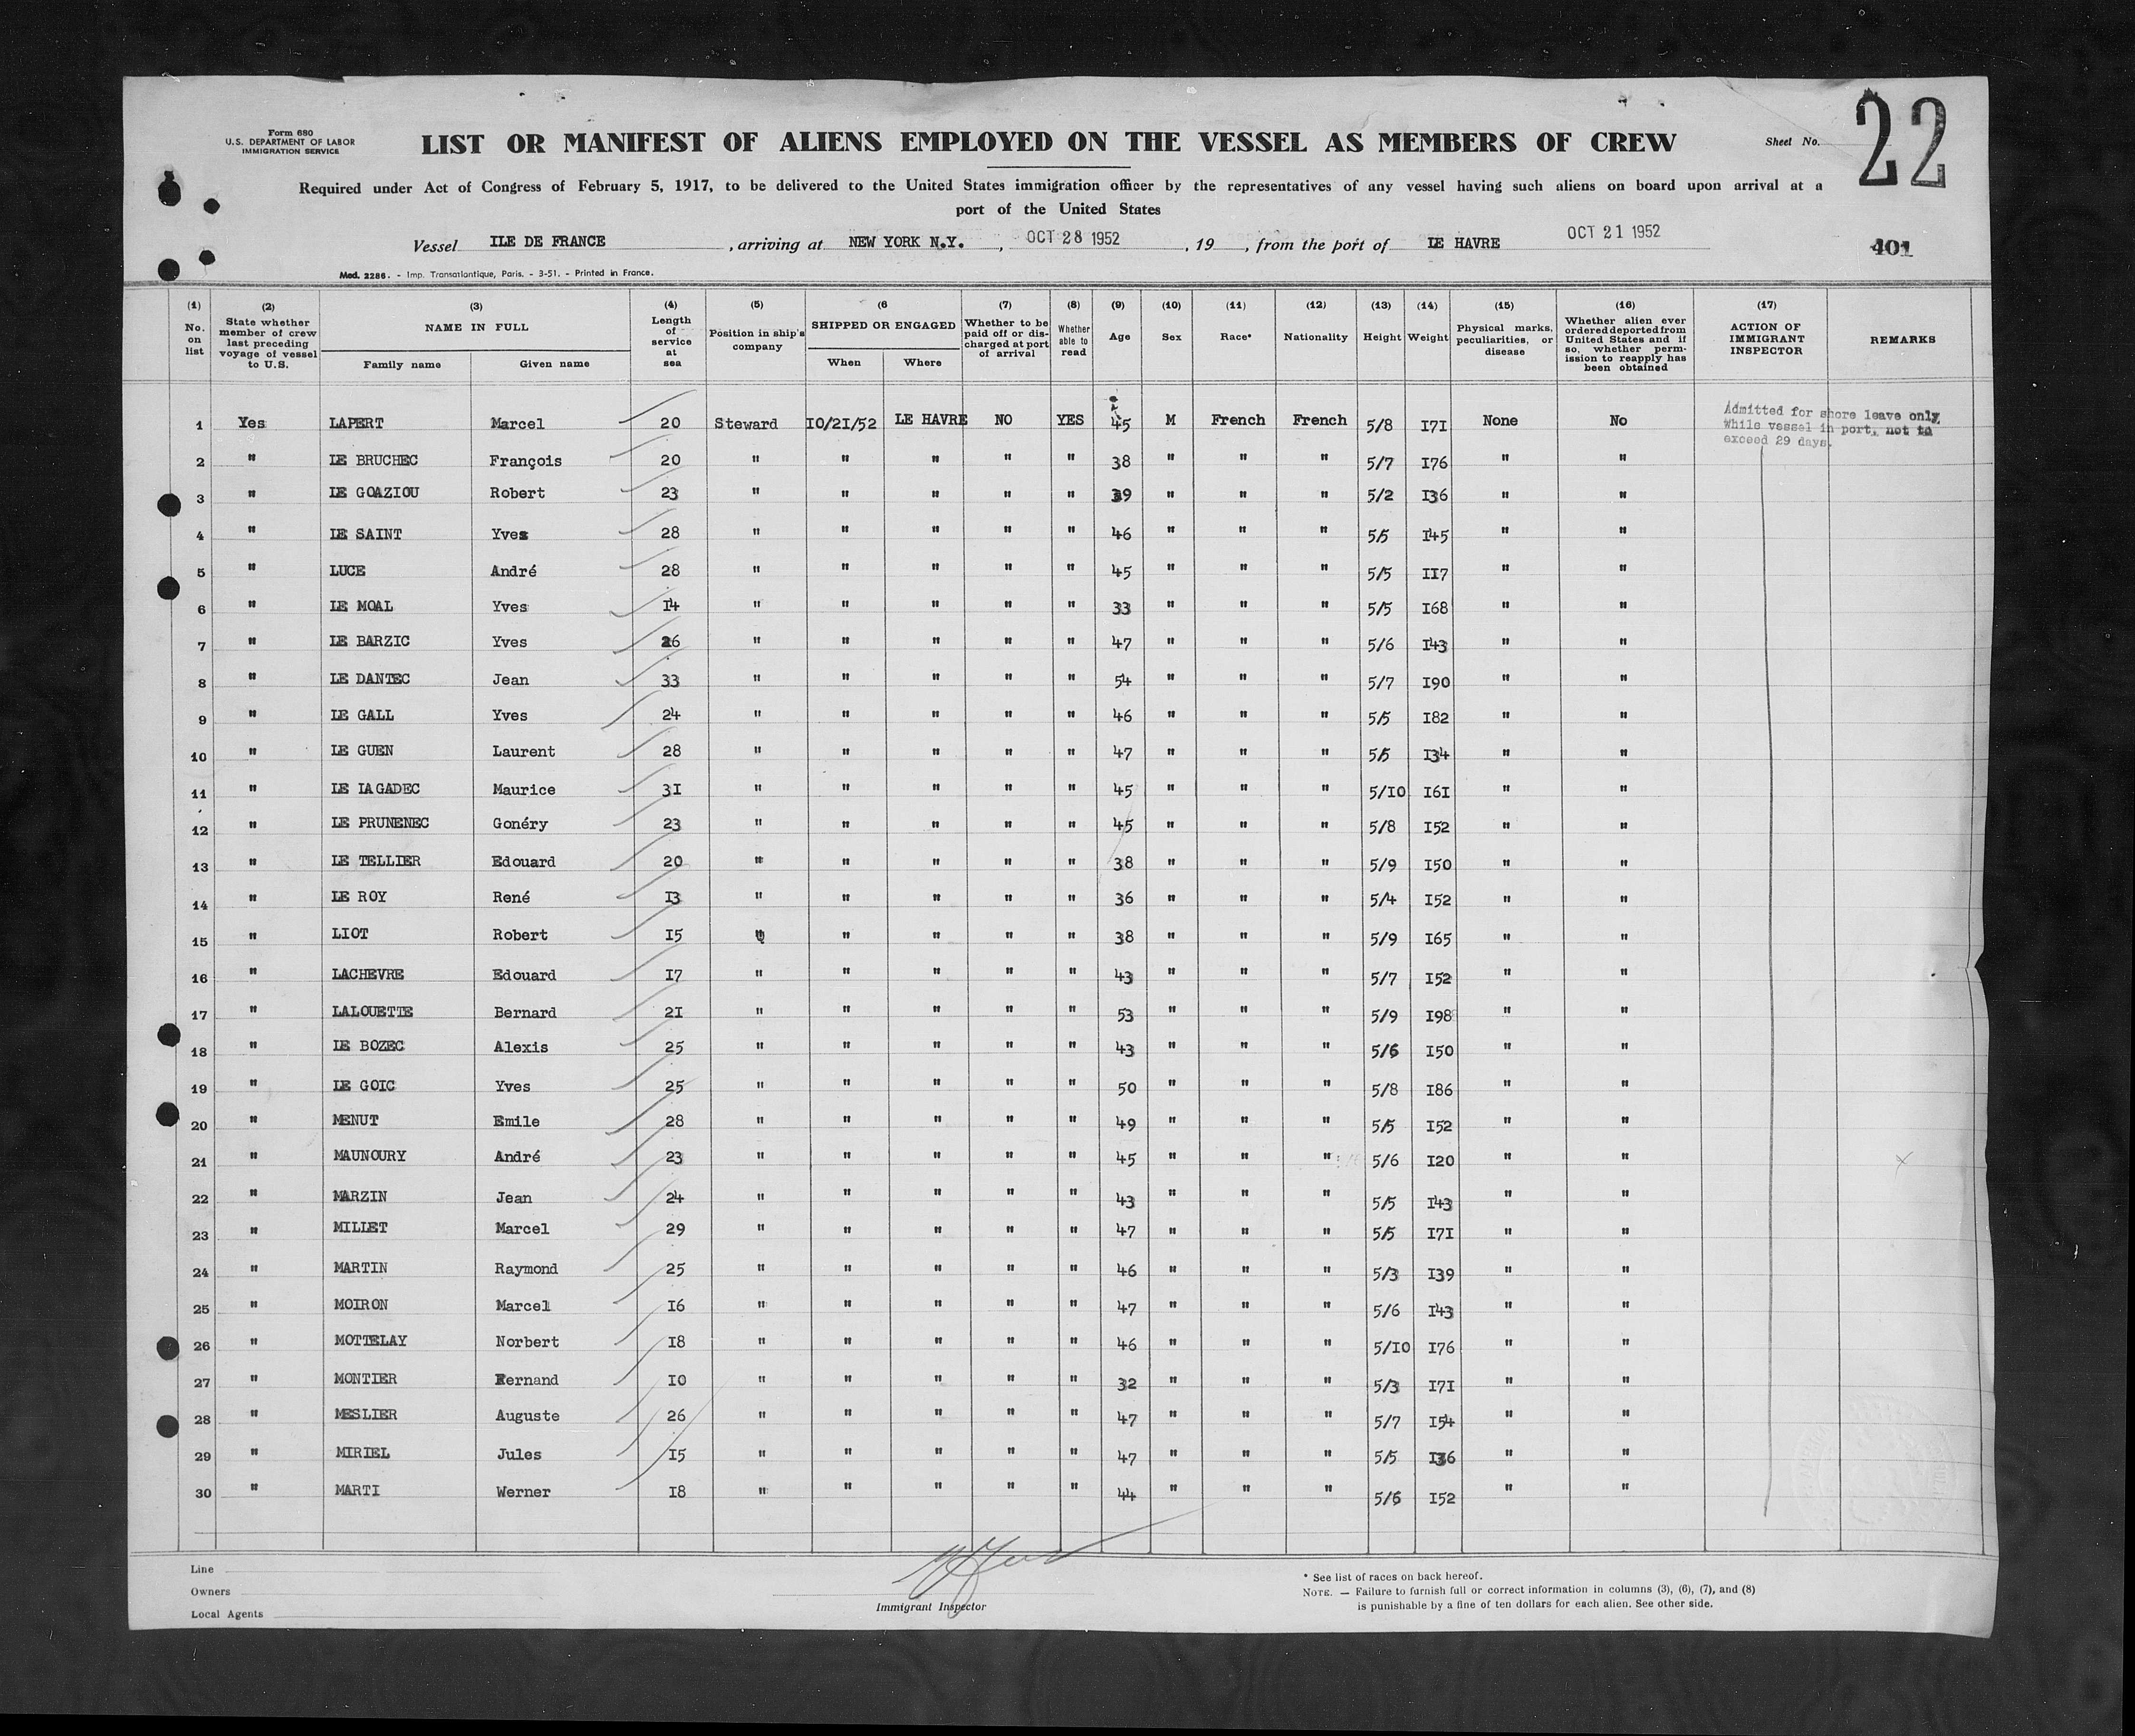 Form 680
U.S. DEPARTMENT OF LABOR
IMMIGRATION SERVICE
LIST OR MANIFEST OF ALIENS EMPLOYED ON THE VESSEL AS MEMBERS OF CREW
Sheet No. 22
Required under Act of Congress of February 5, 1917, to be delivered to the United States immigration officer by the representatives of any vessel having such aliens on board upon arrival at a
port of the United States
Vessel ILE DE FRANCE , arriving at NEW YORK N.Y. , OCT 28 1952 , 19 , from the port of LE HAVRE OCT 21 1952
401
Mod. 2286. - Imp. Transatlantique, Paris. - 3-51. - Printed in France.
(1) No. on list (2) State whether member of crew last preceding voyage of vessel to U.S. (3) NAME IN FULL Family name Given name (4) Length of service at sea (5) Position in ship's company (6 SHIPPED OR ENGAGED When Where (7) Whether to be paid off or discharged at port of arrival (8) Whether able to read (9) Age (10) Sex (11) Race* (12) Nationality (13) Height (14) Weight (15) Physical marks, peculiarities, or disease (16) Whether alien ever ordered deported from United States and if so, whether permission to reapply has been obtained (17) ACTION OF IMMIGRANT INSPECTOR REMARKS
1 Yes LAPERT Marcel 20 Steward 10/21/52 LE HAVRE NO YES 45 M French French 5/8 171 None No Admitted for shore leave only While vessel in port, not to exceed 29 days.
2 " LE BRUCHEC François 20 " " " " " 38 " " " 5/7 176 " "
3 " LE GOAZIOU Robert 23 " " " " " 39 " " " 5/2 136 " "
4 " LE SAINT Yves 28 " " " " " 46 " " " 5/5 145 " "
5 " LUCE André 28 " " " " " 45 " " " 5/5 117 " "
6 " LE MOAL Yves 14 " " " " " 33 " " " 5/5 168 " "
7 " LE BARZIC Yves 26 " " " " " 47 " " " 5/6 143 " "
8 " LE DANTEC Jean 33 " " " " " 54 " " " 5/7 190 " "
9 " LE GALL Yves 24 " " " " " 46 " " " 5/5 182 " "
10 " LE GUEN Laurent 28 " " " " " 47 " " " 5/5 134 " "
11 " LE LAGADEC Maurice 31 " " " " " 45 " " " 5/10 161 " "
12 " LE PRUNENEC Gonéry 23 " " " " " 45 " " " 5/8 152 " "
13 " LE TELLIER Edouard 20 " " " " " 38 " " " 5/9 150 " "
14 " LE ROY René 13 " " " " " 36 " " " 5/4 152 " "
15 " LIOT Robert 15 " " " " " 38 " " " 5/9 165 " "
16 " LACHEVRE Edouard 17 " " " " " 43 " " " 5/7 152 " "
17 " LALOUETTE Bernard 21 " " " " " 53 " " " 5/9 198 " "
18 " LE BOZEC Alexis 25 " " " " " 43 " " " 5/6 150 " "
19 " LE GOIC Yves 25 " " " " " 50 " " " 5/8 186 " "
20 " MENUT Emile 28 " " " " " 49 " " " 5/5 152 " "
21 " MAUNOURY André 23 " " " " " 45 " " " 5/6 120 " " x
22 " MARZIN Jean 24 " " " " " 43 " " " 5/5 143 " "
23 " MILLET Marcel 29 " " " " " 47 " " " 5/5 171 " "
24 " MARTIN Raymond 25 " " " " " 46 " " " 5/3 139 " "
25 " MOIRON Marcel 16 " " " " " 47 " " " 5/6 143 " "
26 " MOTTELAY Norbert 18 " " " " " 46 " " " 5/10 176 " "
27 " MONTIER Fernand 10 " " " " " 32 " " " 5/3 171 " "
28 " MESLIER Auguste 26 " " " " " 47 " " " 5/7 154 " "
29 " MIRIEL Jules 15 " " " " " 47 " " " 5/5 136 " "
30 " MARTI Werner 18 " " " " " 44 " " " 5/6 152 " "
Line
Owners
Local Agents
Immigrant Inspector
* See list of races on back hereof.
NOTE. — Failure to furnish full or correct information in columns (3), (6), (7), and (8)
is punishable by a fine of ten dollars for each alien. See other side.